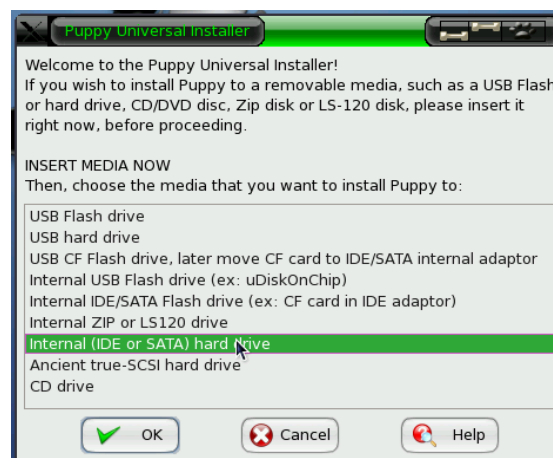 Puppy Universal Installer
Welcome to the Puppy Universal Installer!
If you wish to install Puppy to a removable media, such as a USB Flash
or hard drive, CD/DVD disc, Zip disk or LS-120 disk, please insert it
right now, before proceeding.
INSERT MEDIA NOW
Then, choose the media that you want to install Puppy to:
USB Flash drive
USB hard drive
USB CF Flash drive, later move CF card to IDE/SATA internal adaptor
Internal USB Flash drive (ex: uDiskOnChip)
Internal IDE/SATA Flash drive (ex: CF card in IDE adaptor)
Internal ZIP or LS120 drive
Internal (IDE or SATA) hard drive
Ancient true-SCSI hard drive
CD drive
OK Cancel Help